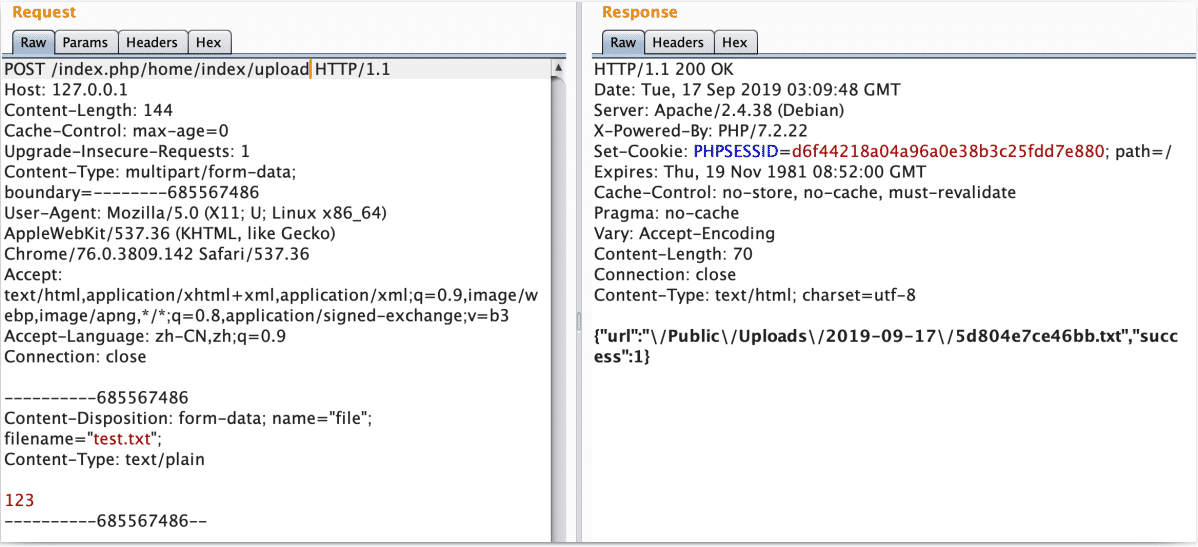 Request
Raw Params Headers Hex
POST /index.php/home/index/upload HTTP/1.1
Host: 127.0.0.1
Content-Length: 144
Cache-Control: max-age=0
Upgrade-Insecure-Requests: 1
Content-Type: multipart/form-data;
boundary=--------685567486
User-Agent: Mozilla/5.0 (X11; U; Linux x86_64)
AppleWebKit/537.36 (KHTML, like Gecko)
Chrome/76.0.3809.142 Safari/537.36
Accept:
text/html,application/xhtml+xml,application/xml;q=0.9,image/w
ebp,image/apng,*/*;q=0.8,application/signed-exchange;v=b3
Accept-Language: zh-CN,zh;q=0.9
Connection: close
----------685567486
Content-Disposition: form-data; name="file";
filename="test.txt";
Content-Type: text/plain
123
----------685567486--
Response
Raw Headers Hex
HTTP/1.1 200 OK
Date: Tue, 17 Sep 2019 03:09:48 GMT
Server: Apache/2.4.38 (Debian)
X-Powered-By: PHP/7.2.22
Set-Cookie: PHPSESSID=d6f44218a04a96a0e38b3c25fdd7e880; path=/
Expires: Thu, 19 Nov 1981 08:52:00 GMT
Cache-Control: no-store, no-cache, must-revalidate
Pragma: no-cache
Vary: Accept-Encoding
Content-Length: 70
Connection: close
Content-Type: text/html; charset=utf-8
{"url":"\/Public\/Uploads\/2019-09-17\/5d804e7ce46bb.txt","succ
ess":1}